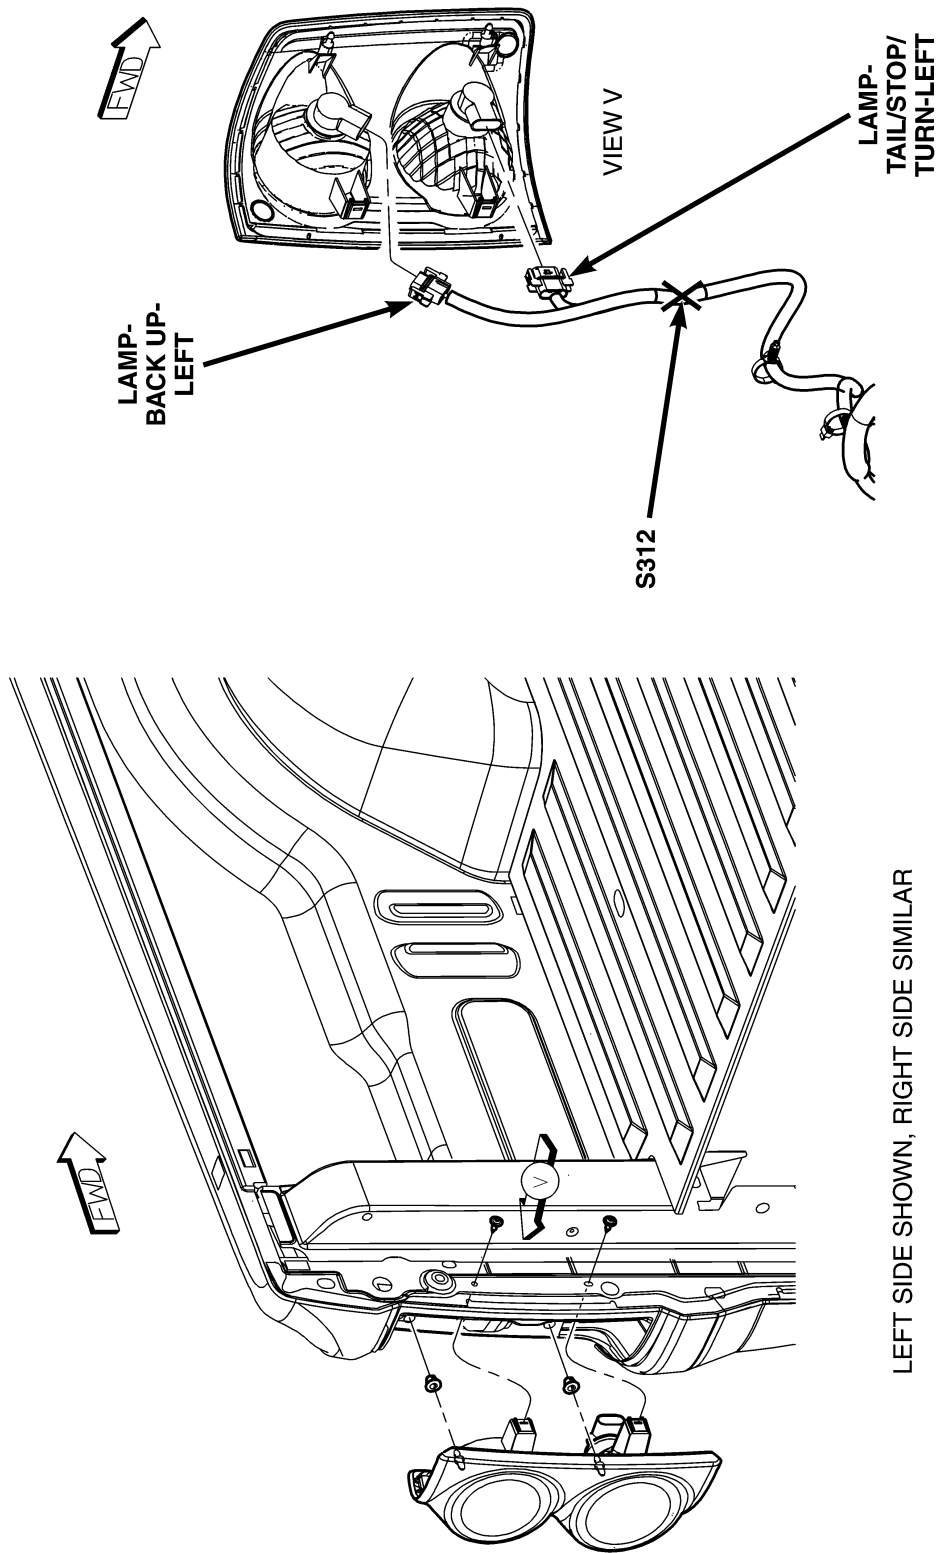 FWD
LAMP-
BACK UP-
LEFT
VIEW V
LAMP-
TAIL/STOP/
TURN-LEFT
S312
FWD
V
LEFT SIDE SHOWN, RIGHT SIDE SIMILAR